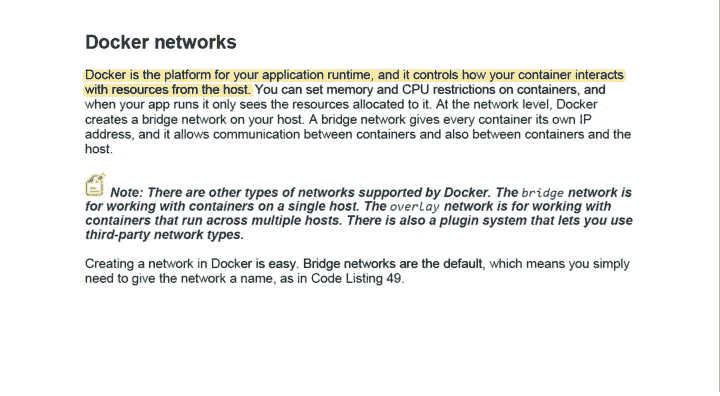 Docker networks
Docker is the platform for your application runtime, and it controls how your container interacts
with resources from the host. You can set memory and CPU restrictions on containers, and
when your app runs it only sees the resources allocated to it. At the network level, Docker
creates a bridge network on your host. A bridge network gives every container its own IP
address, and it allows communication between containers and also between containers and the
host.
Note: There are other types of networks supported by Docker. The bridge network is
for working with containers on a single host. The overlay network is for working with
containers that run across multiple hosts. There is also a plugin system that lets you use
third-party network types.
Creating a network in Docker is easy. Bridge networks are the default, which means you simply
need to give the network a name, as in Code Listing 49.